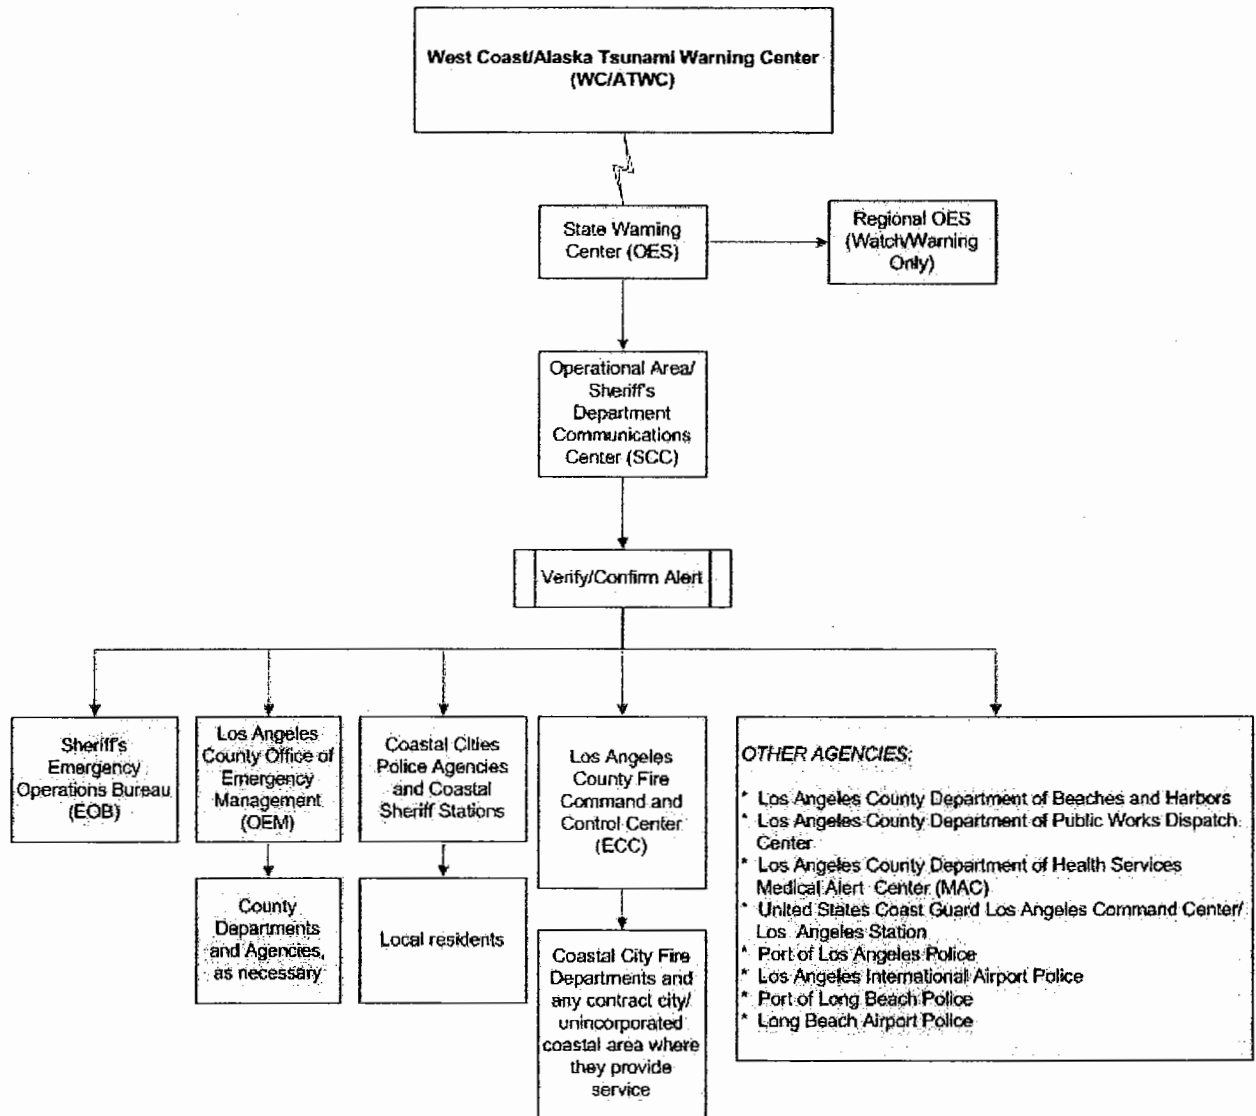 West Coast/Alaska Tsunami Warning Center
(WC/ATWC)
State Warning
Center (OES)
Regional OES
(Watch/Warning
Only)
Operational Area/
Sheriff's
Department
Communications
Center (SCC)
Verify/Confirm Alert
Sheriff's
Emergency
Operations Bureau
(EOB)
Los Angeles
County Office of
Emergency
Management
(OEM)
Coastal Cities
Police Agencies
and Coastal
Sheriff Stations
Los Angeles
County Fire
Command and
Control Center
(ECC)
OTHER AGENCIES:
* Los Angeles County Department of Beaches and Harbors
* Los Angeles County Department of Public Works Dispatch
Center
* Los Angeles County Department of Health Services
Medical Alert Center (MAC)
* United States Coast Guard Los Angeles Command Center/
Los Angeles Station
* Port of Los Angeles Police
* Los Angeles International Airport Police
* Port of Long Beach Police
* Long Beach Airport Police
County
Departments
and Agencies,
as necessary
Local residents
Coastal City Fire
Departments and
any contract city/
unincorporated
coastal area where
they provide
service